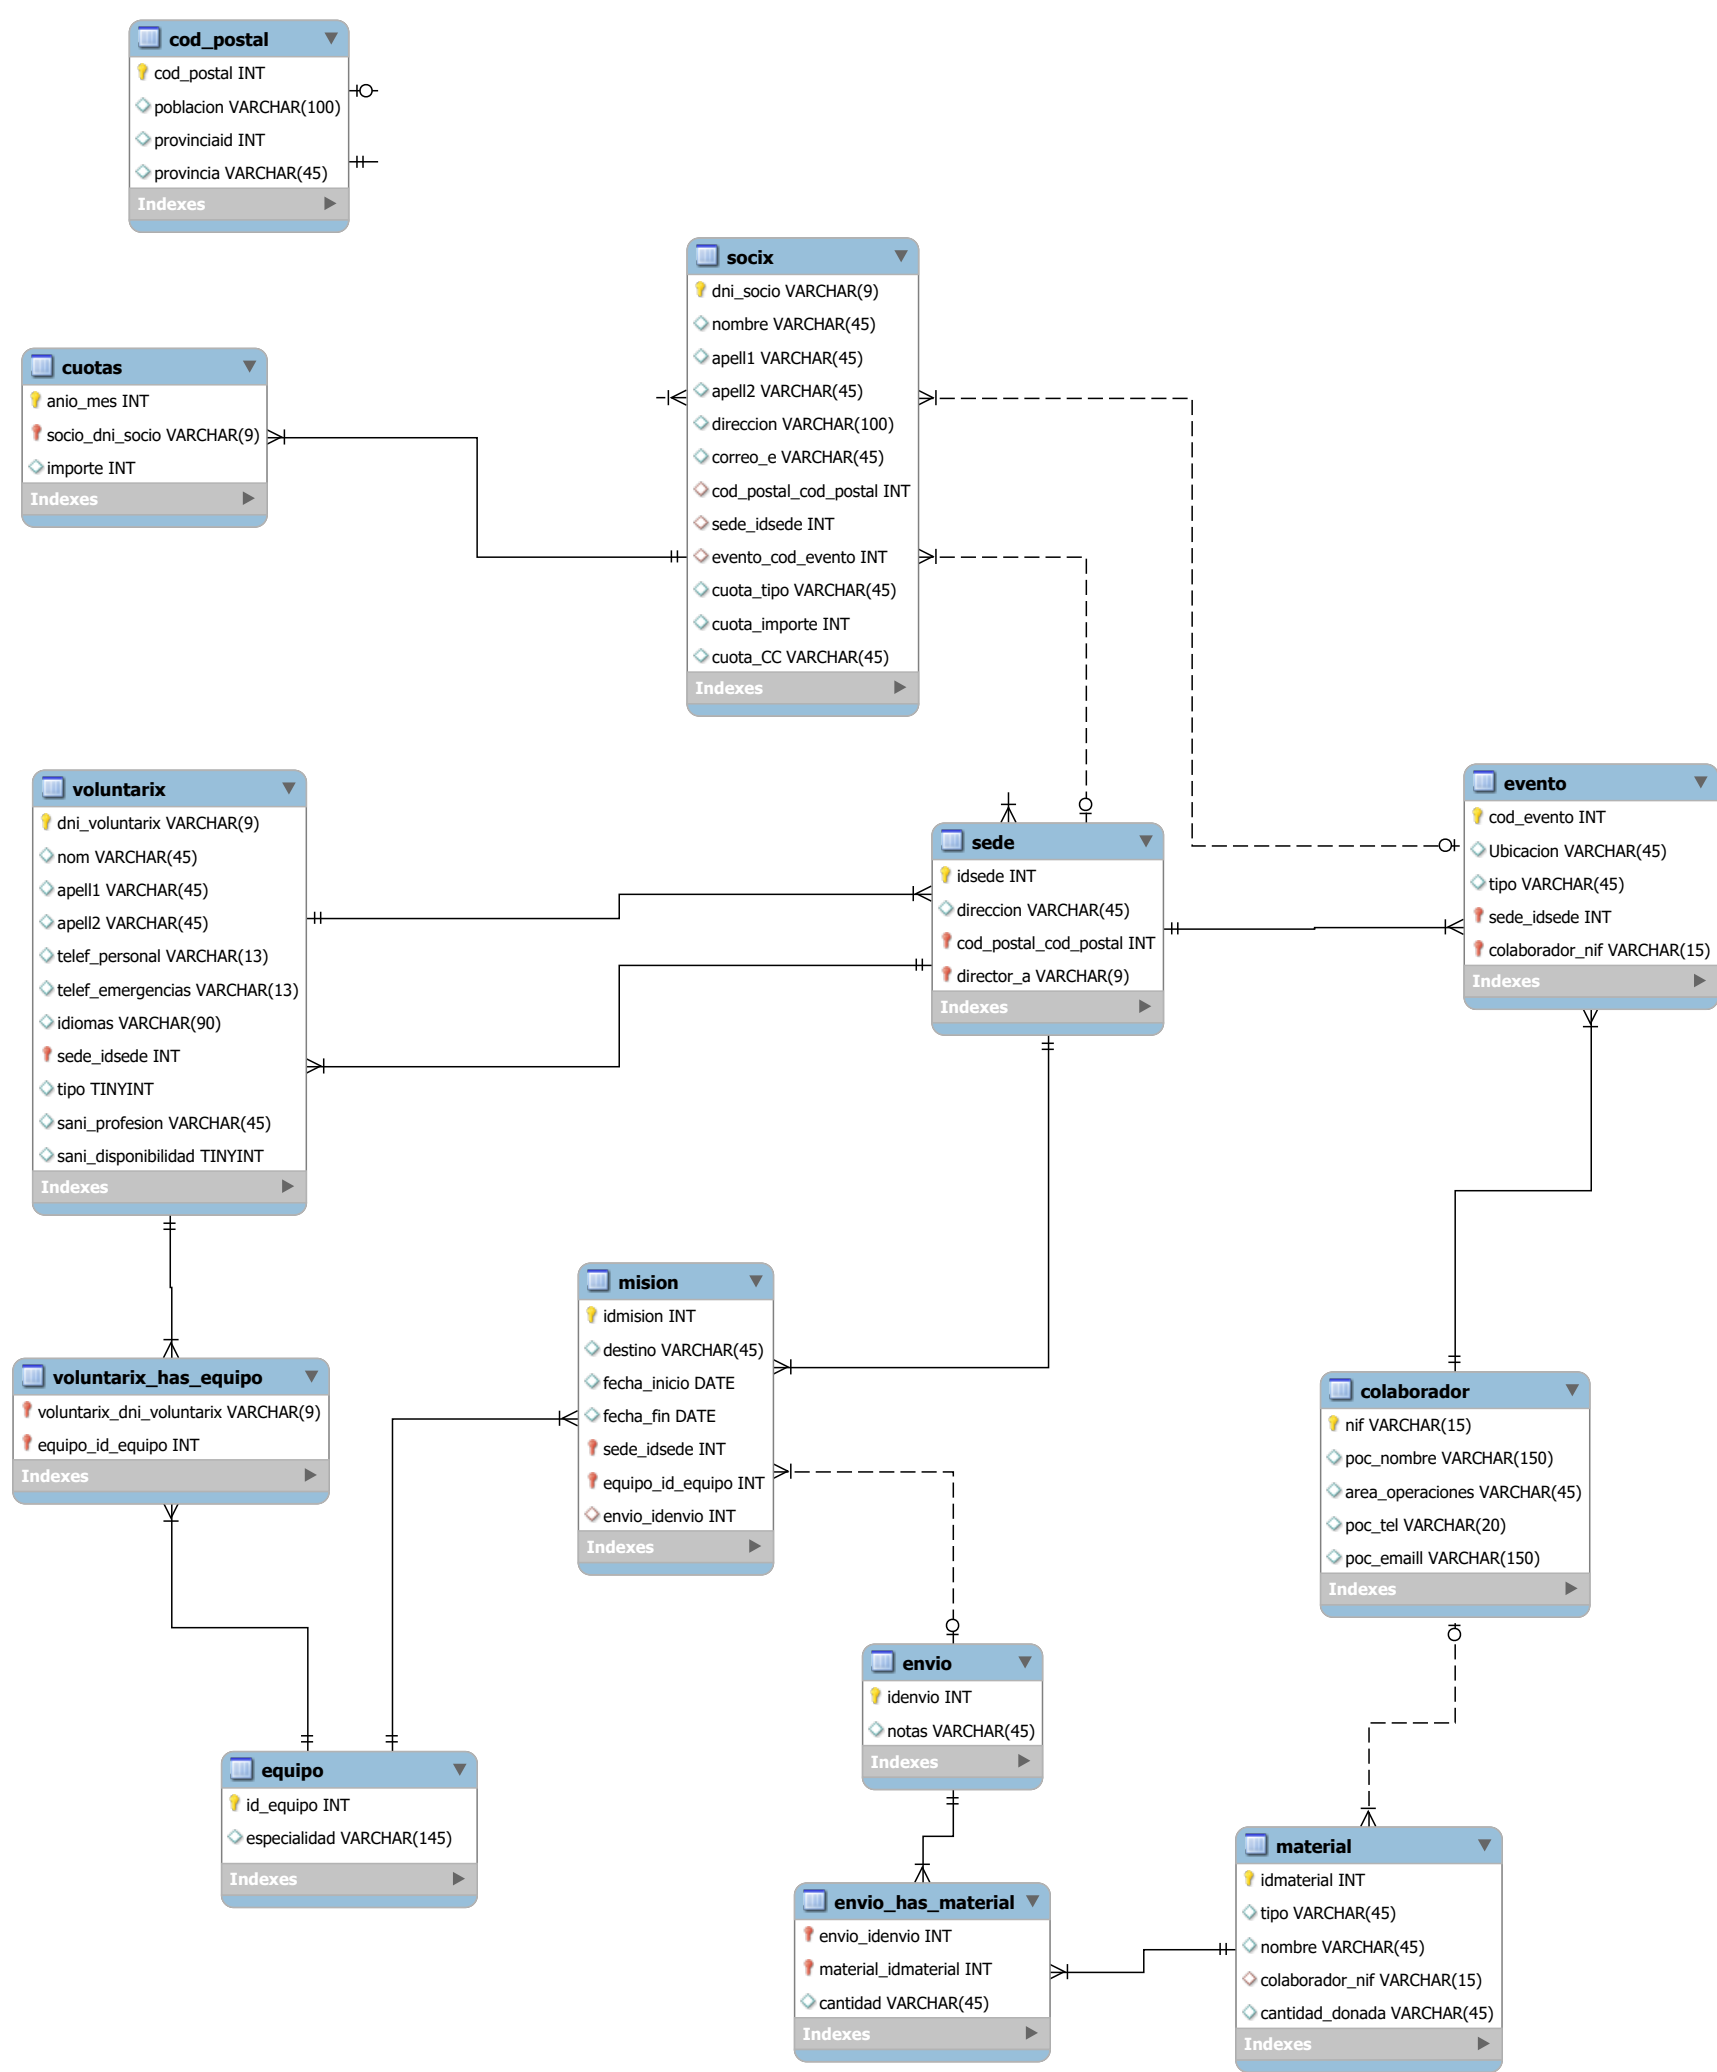 cod_postal
cod_postal INT
poblacion VARCHAR(100)
provinciaid INT
provincia VARCHAR(45)
Indexes
socix
dni_socio VARCHAR(9)
nombre VARCHAR(45)
apell1 VARCHAR(45)
apell2 VARCHAR(45)
direccion VARCHAR(100)
correo_e VARCHAR(45)
cod_postal_cod_postal INT
sede_idsede INT
evento_cod_evento INT
cuota_tipo VARCHAR(45)
cuota_importe INT
cuota_CC VARCHAR(45)
Indexes
cuotas
anio_mes INT
socio_dni_socio VARCHAR(9)
importe INT
Indexes
voluntarix
dni_voluntarix VARCHAR(9)
nom VARCHAR(45)
apell1 VARCHAR(45)
apell2 VARCHAR(45)
telef_personal VARCHAR(13)
telef_emergencias VARCHAR(13)
idiomas VARCHAR(90)
sede_idsede INT
tipo TINYINT
sani_profesion VARCHAR(45)
sani_disponibilidad TINYINT
Indexes
sede
idsede INT
direccion VARCHAR(45)
cod_postal_cod_postal INT
director_a VARCHAR(9)
Indexes
evento
cod_evento INT
Ubicacion VARCHAR(45)
tipo VARCHAR(45)
sede_idsede INT
colaborador_nif VARCHAR(15)
Indexes
mision
idmision INT
destino VARCHAR(45)
fecha_inicio DATE
fecha_fin DATE
sede_idsede INT
equipo_id_equipo INT
envio_idenvio INT
Indexes
voluntarix_has_equipo
voluntarix_dni_voluntarix VARCHAR(9)
equipo_id_equipo INT
Indexes
colaborador
nif VARCHAR(15)
poc_nombre VARCHAR(150)
area_operaciones VARCHAR(45)
poc_tel VARCHAR(20)
poc_emaill VARCHAR(150)
Indexes
envio
idenvio INT
notas VARCHAR(45)
Indexes
equipo
id_equipo INT
especialidad VARCHAR(145)
Indexes
envio_has_material
envio_idenvio INT
material_idmaterial INT
cantidad VARCHAR(45)
Indexes
material
idmaterial INT
tipo VARCHAR(45)
nombre VARCHAR(45)
colaborador_nif VARCHAR(15)
cantidad_donada VARCHAR(45)
Indexes